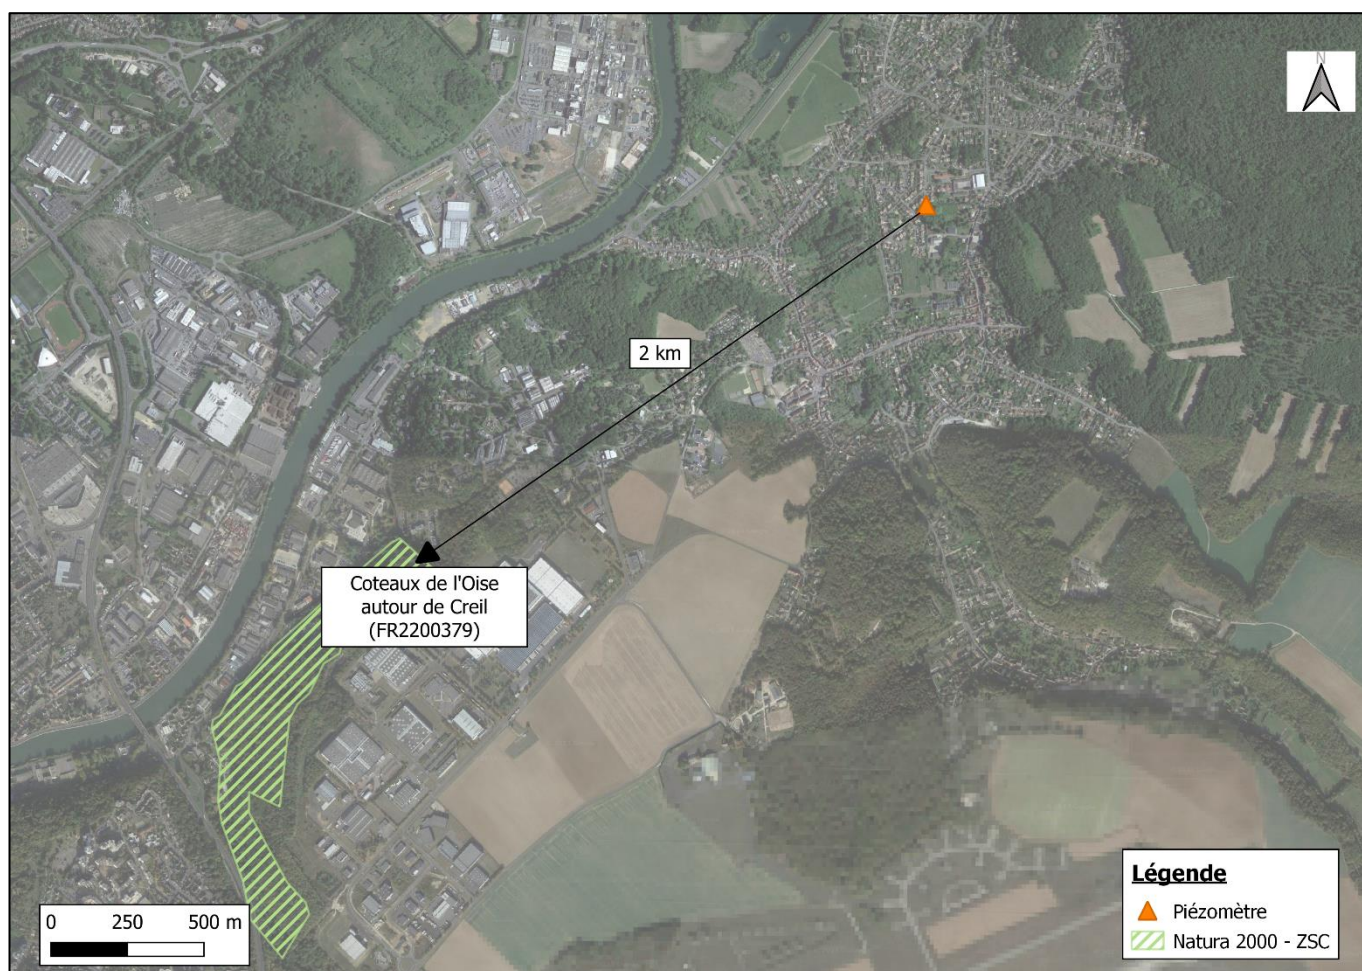 N
2 km
Coteaux de l'Oise
autour de Creil
(FR2200379)
Légende
Piézomètre
Natura 2000 - ZSC
0 250 500 m